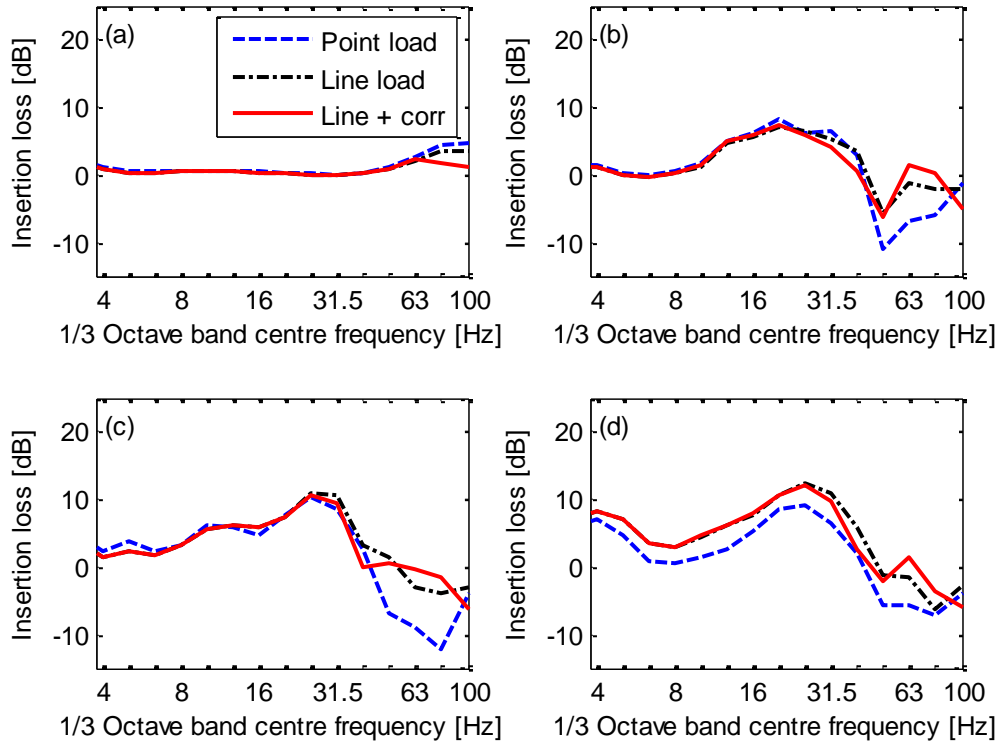 (a)
Point load
Line load
Line + corr
20
10
0
-10
Insertion loss [dB]
4 8 16 31.5 63 100
1/3 Octave band centre frequency [Hz]
(b)
20
10
0
-10
Insertion loss [dB]
4 8 16 31.5 63 100
1/3 Octave band centre frequency [Hz]
(c)
20
10
0
-10
Insertion loss [dB]
4 8 16 31.5 63 100
1/3 Octave band centre frequency [Hz]
(d)
20
10
0
-10
Insertion loss [dB]
4 8 16 31.5 63 100
1/3 Octave band centre frequency [Hz]